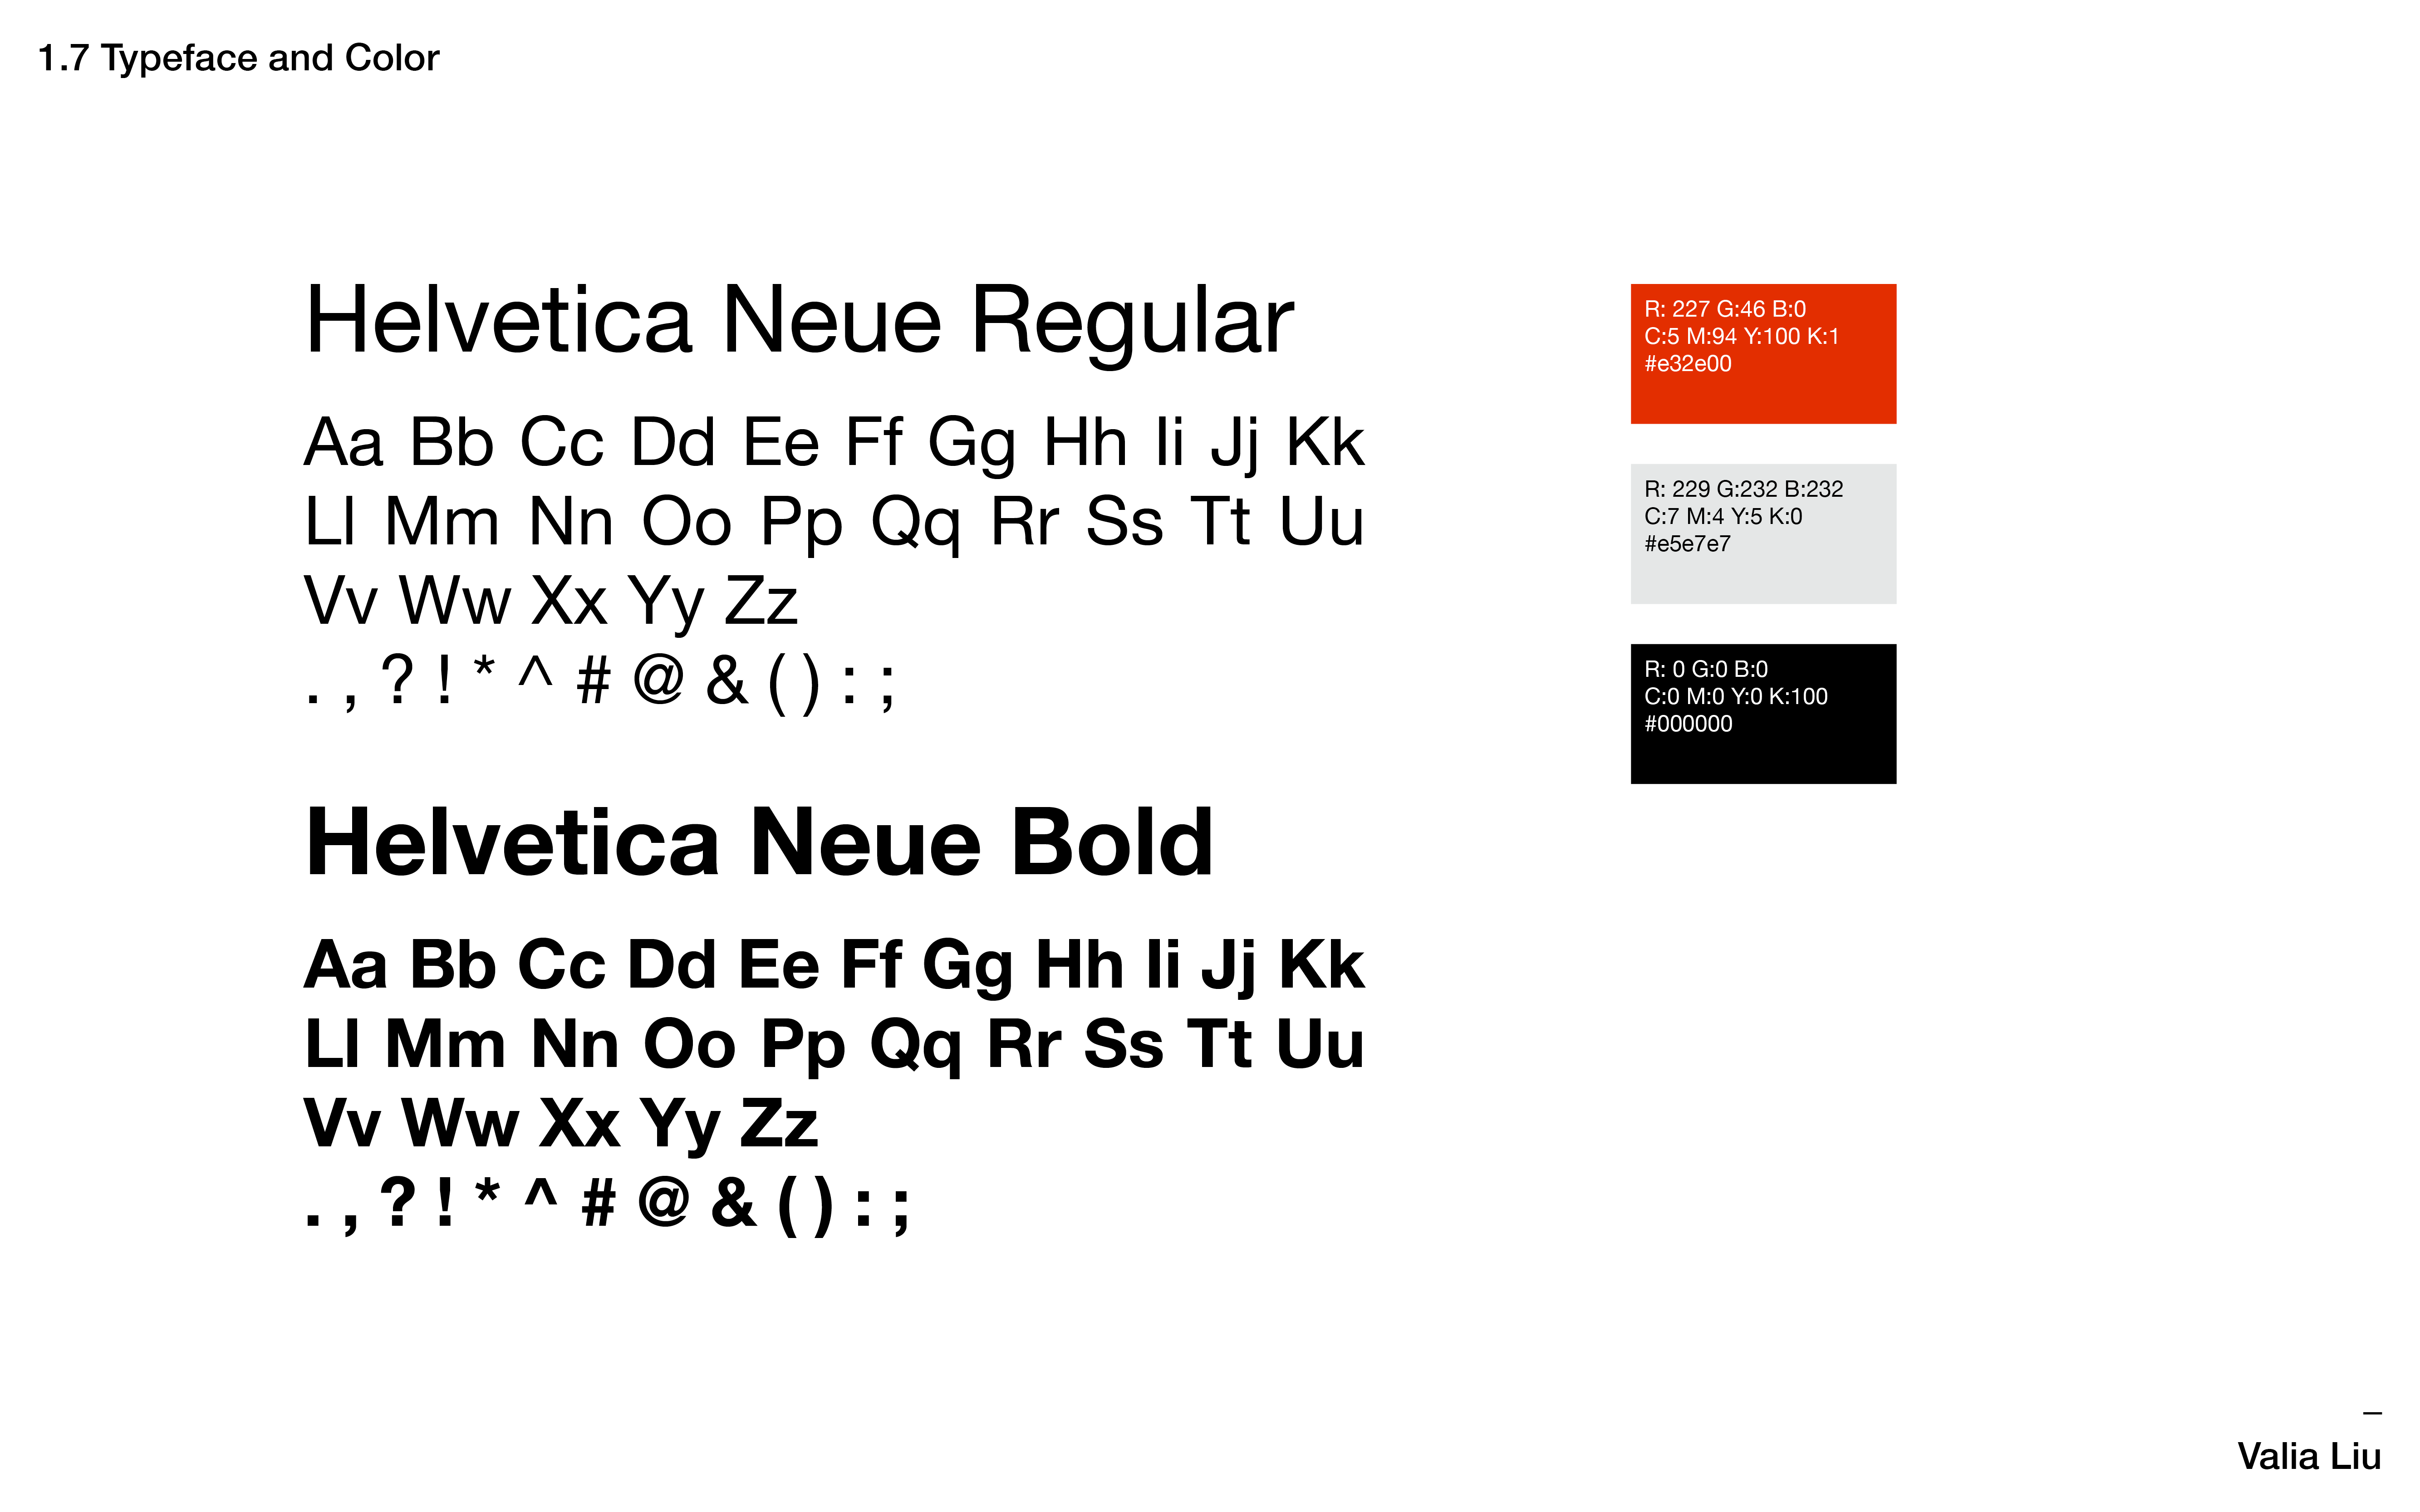 1.7 Typeface and Color
Helvetica Neue Regular
Aa Bb Cc Dd Ee Ff Gg Hh Ii Jj Kk
Ll Mm Nn Oo Pp Qq Rr Ss Tt Uu
Vv Ww Xx Yy Zz
. , ? ! * ^ # @ & ( ) : ;
Helvetica Neue Bold
Aa Bb Cc Dd Ee Ff Gg Hh Ii Jj Kk
Ll Mm Nn Oo Pp Qq Rr Ss Tt Uu
Vv Ww Xx Yy Zz
. , ? ! * ^ # @ & ( ) : ;
R: 227 G:46 B:0
C:5 M:94 Y:100 K:1
#e32e00
R: 229 G:232 B:232
C:7 M:4 Y:5 K:0
#e5e7e7
R: 0 G:0 B:0
C:0 M:0 Y:0 K:100
#000000
–
Valia Liu